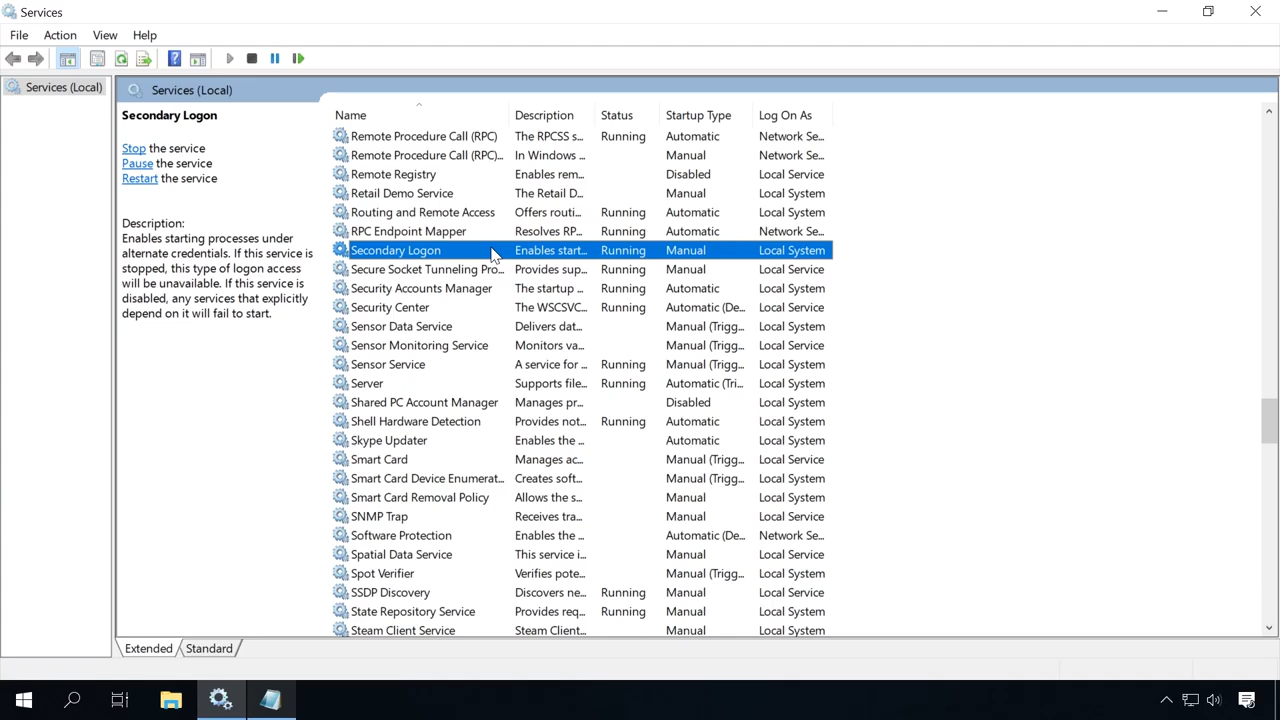 Services
File Action View Help
Services (Local)
Services (Local)
Secondary Logon
Stop the service
Pause the service
Restart the service
Description:
Enables starting processes under
alternate credentials. If this service is
stopped, this type of logon access
will be unavailable. If this service is
disabled, any services that explicitly
depend on it will fail to start.
Name Description Status Startup Type Log On As
Remote Procedure Call (RPC) The RPCSS s... Running Automatic Network Se...
Remote Procedure Call (RPC)... In Windows ... Manual Network Se...
Remote Registry Enables rem... Disabled Local Service
Retail Demo Service The Retail D... Manual Local System
Routing and Remote Access Offers routi... Running Automatic Local System
RPC Endpoint Mapper Resolves RP... Running Automatic Network Se...
Secondary Logon Enables start... Running Manual Local System
Secure Socket Tunneling Pro... Provides sup... Running Manual Local Service
Security Accounts Manager The startup ... Running Automatic Local System
Security Center The WSCSVC... Running Automatic (De... Local Service
Sensor Data Service Delivers dat... Manual (Trigg... Local System
Sensor Monitoring Service Monitors va... Manual (Trigg... Local Service
Sensor Service A service for ... Running Manual (Trigg... Local System
Server Supports file... Running Automatic (Tri... Local System
Shared PC Account Manager Manages pr... Disabled Local System
Shell Hardware Detection Provides not... Running Automatic Local System
Skype Updater Enables the ... Automatic Local System
Smart Card Manages ac... Manual (Trigg... Local Service
Smart Card Device Enumerat... Creates soft... Manual (Trigg... Local System
Smart Card Removal Policy Allows the s... Manual Local System
SNMP Trap Receives tra... Manual Local Service
Software Protection Enables the ... Automatic (De... Network Se...
Spatial Data Service This service i... Manual Local Service
Spot Verifier Verifies pote... Manual (Trigg... Local System
SSDP Discovery Discovers ne... Running Manual Local Service
State Repository Service Provides req... Running Manual Local System
Steam Client Service Steam Client... Manual Local System
Extended Standard